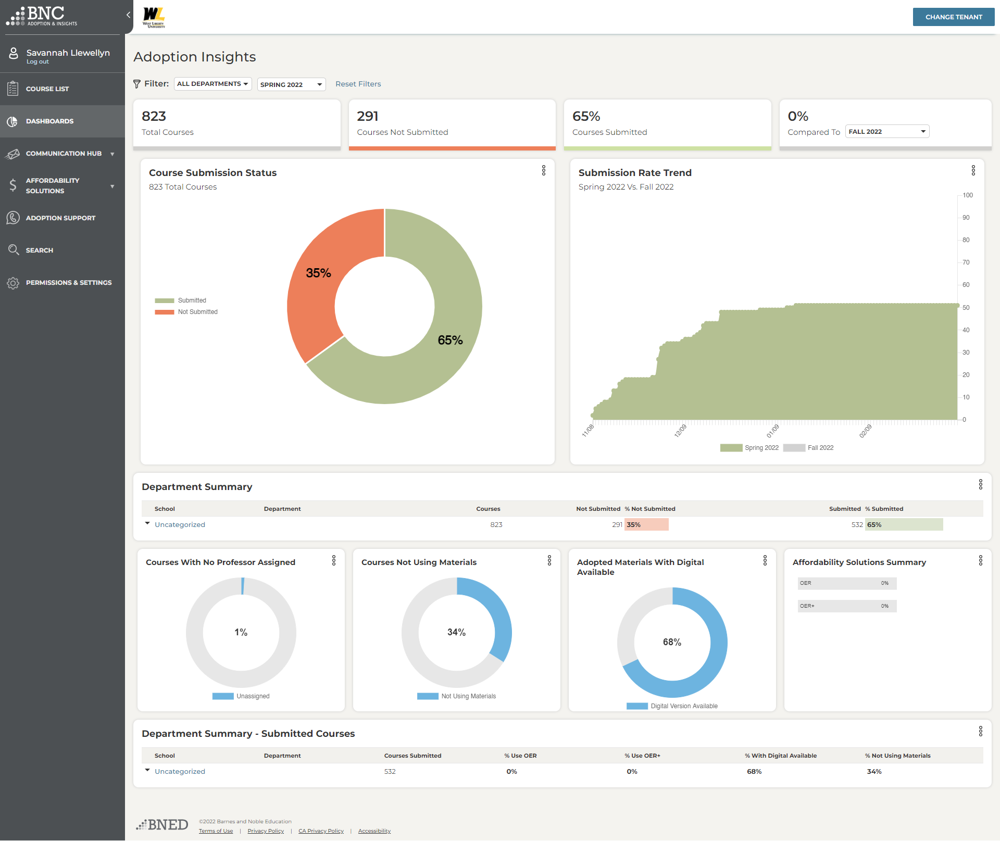 BNC
ADOPTION & INSIGHTS
WL
WEST LIBERTY
UNIVERSITY
CHANGE TENANT
Savannah Llewellyn
Log out
COURSE LIST
DASHBOARDS
COMMUNICATION HUB
AFFORDABILITY
SOLUTIONS
ADOPTION SUPPORT
SEARCH
PERMISSIONS & SETTINGS
Adoption Insights
Filter: ALL DEPARTMENTS SPRING 2022 Reset Filters
823
Total Courses
291
Courses Not Submitted
65%
Courses Submitted
0%
Compared To FALL 2022
Course Submission Status
823 Total Courses
35%
65%
Submitted
Not Submitted
Submission Rate Trend
Spring 2022 Vs. Fall 2022
100
90
80
70
60
50
40
30
20
10
0
11/08 12/09 01/09 02/09
Spring 2022 Fall 2022
Department Summary
School Department Courses Not Submitted % Not Submitted Submitted % Submitted
Uncategorized 823 291 35% 532 65%
Courses With No Professor Assigned
1%
Unassigned
Courses Not Using Materials
34%
Not Using Materials
Adopted Materials With Digital
Available
68%
Digital Version Available
Affordability Solutions Summary
OER 0%
OER+ 0%
Department Summary - Submitted Courses
School Department Courses Submitted % Use OER % Use OER+ % With Digital Available % Not Using Materials
Uncategorized 532 0% 0% 68% 34%
BNED
©2022 Barnes and Noble Education
Terms of Use | Privacy Policy | CA Privacy Policy | Accessibility